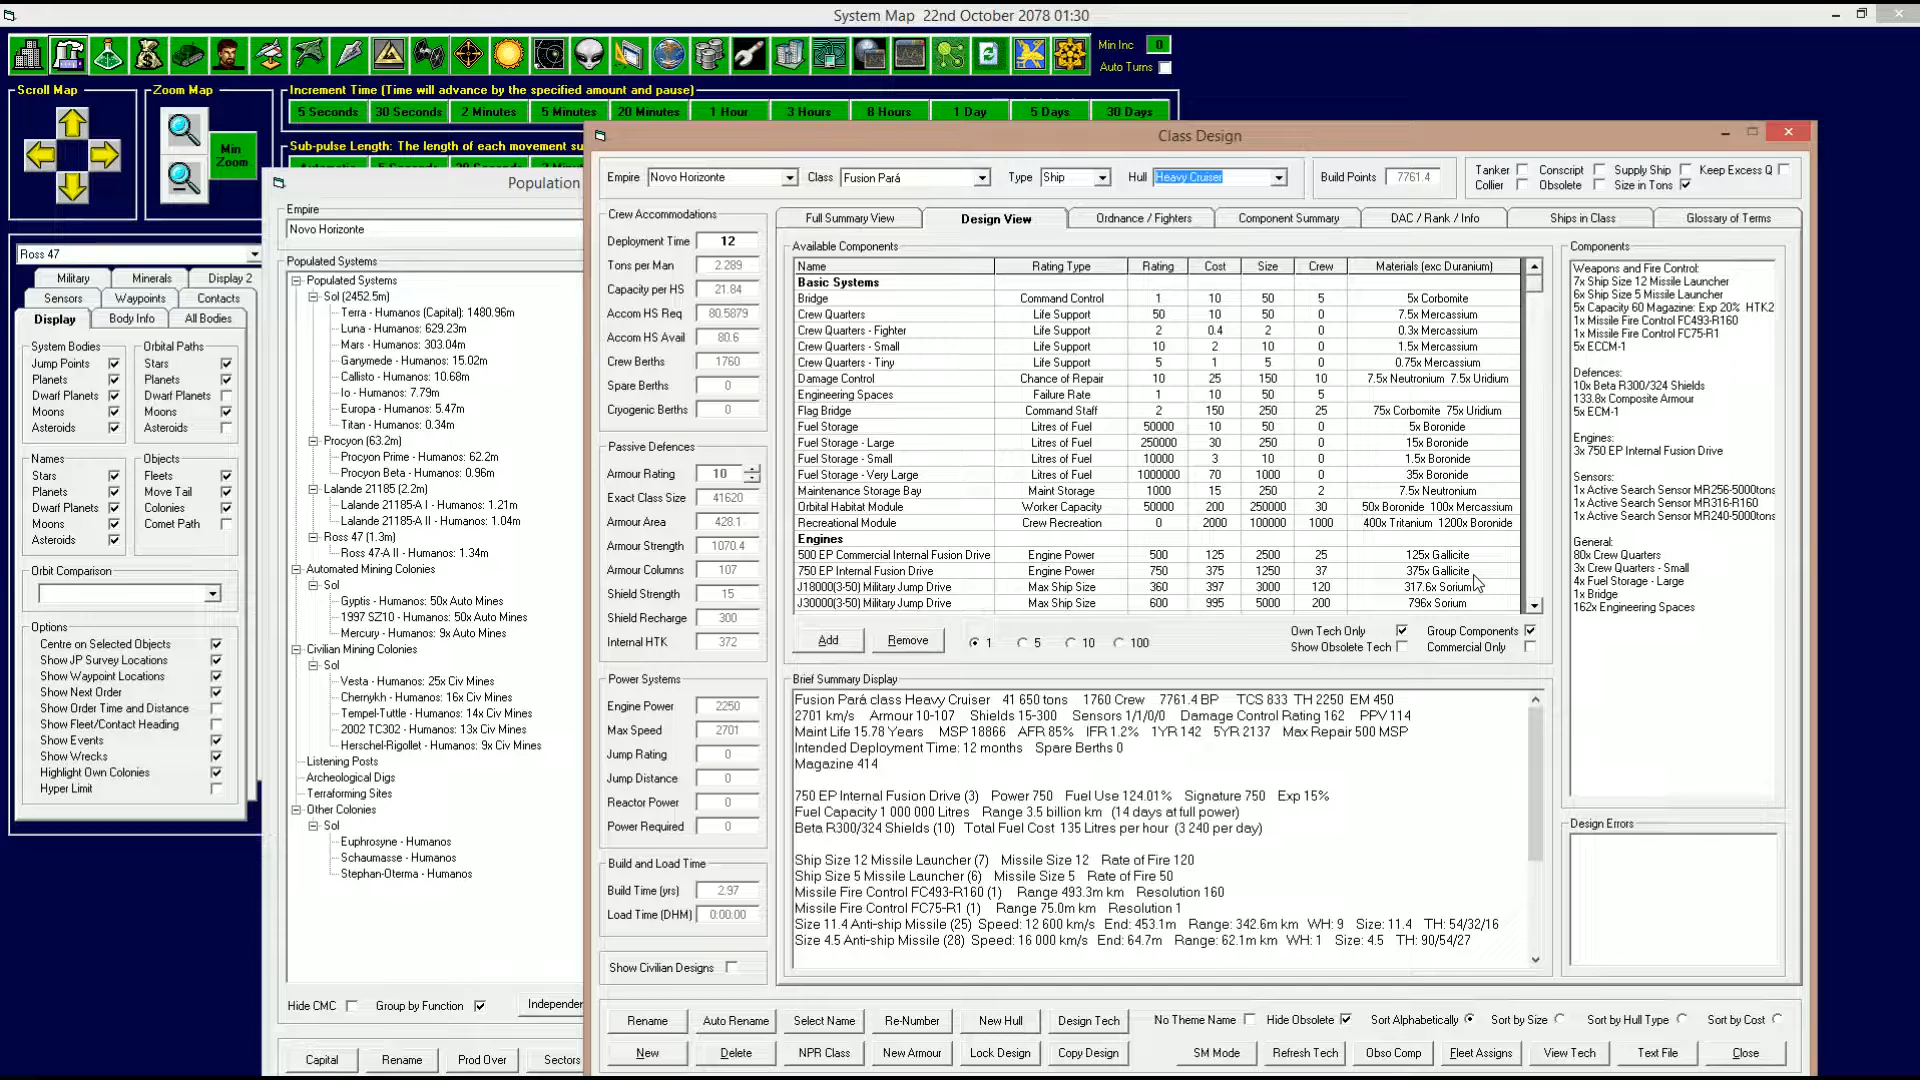 System Map 22nd October 2078 01:30
Min Inc 0
Auto Turns
Scroll Map
Zoom Map
Min Zoom
Increment Time (Time will advance by the specified amount and pause)
5 Seconds 30 Seconds 2 Minutes 5 Minutes 20 Minutes 1 Hour 3 Hours 8 Hours 1 Day 5 Days 30 Days
Sub-pulse Length: The length of each movement su
Ross 47
Military Minerals Display 2
Sensors Waypoints Contacts
Display Body Info All Bodies
System Bodies
Jump Points
Planets
Dwarf Planets
Moons
Asteroids
Orbital Paths
Stars
Planets
Dwarf Planets
Moons
Asteroids
Names
Stars
Planets
Dwarf Planets
Moons
Asteroids
Objects
Fleets
Move Tail
Colonies
Comet Path
Orbit Comparison
Options
Centre on Selected Objects
Show JP Survey Locations
Show Waypoint Locations
Show Next Order
Show Order Time and Distance
Show Fleet/Contact Heading
Show Events
Show Wrecks
Highlight Own Colonies
Hyper Limit
Population
Empire
Novo Horizonte
Populated Systems
Populated Systems
Sol (2452.5m)
Terra - Humanos (Capital): 1480.96m
Luna - Humanos: 629.23m
Mars - Humanos: 303.04m
Ganymede - Humanos: 15.02m
Callisto - Humanos: 10.68m
Io - Humanos: 7.79m
Europa - Humanos: 5.47m
Titan - Humanos: 0.34m
Procyon (63.2m)
Procyon Prime - Humanos: 62.2m
Procyon Beta - Humanos: 0.96m
Lalande 21185 (2.2m)
Lalande 21185-A I - Humanos: 1.21m
Lalande 21185-A II - Humanos: 1.04m
Ross 47 (1.3m)
Ross 47-A II - Humanos: 1.34m
Automated Mining Colonies
Sol
Gyptis - Humanos: 50x Auto Mines
1997 SZ10 - Humanos: 50x Auto Mines
Mercury - Humanos: 9x Auto Mines
Civilian Mining Colonies
Sol
Vesta - Humanos: 25x Civ Mines
Chernykh - Humanos: 16x Civ Mines
Tempel-Tuttle - Humanos: 14x Civ Mines
2002 TC302 - Humanos: 13x Civ Mines
Herschel-Rigollet - Humanos: 9x Civ Mines
Listening Posts
Archeological Digs
Terraforming Sites
Other Colonies
Sol
Euphrosyne - Humanos
Schaumasse - Humanos
Stephan-Oterma - Humanos
Hide CMC Group by Function Independen
Capital Rename Prod Over Sectors
Class Design
Empire Novo Horizonte Class Fusion Pará Type Ship Hull Heavy Cruiser Build Points 7761.4
Tanker Conscript Supply Ship Keep Excess Q
Collier Obsolete Size in Tons
Crew Accommodations
Deployment Time 12
Tons per Man 2.289
Capacity per HS 21.84
Accom HS Req 80.5879
Accom HS Avail 80.6
Crew Berths 1760
Spare Berths 0
Cryogenic Berths 0
Passive Defences
Armour Rating 10
Exact Class Size 41620
Armour Area 428.1
Armour Strength 1070.4
Armour Columns 107
Shield Strength 15
Shield Recharge 300
Internal HTK 372
Power Systems
Engine Power 2250
Max Speed 2701
Jump Rating 0
Jump Distance 0
Reactor Power 0
Power Required 0
Build and Load Time
Build Time (yrs) 2.97
Load Time (DHM) 0:00:00
Show Civilian Designs
Full Summary View Design View Ordnance / Fighters Component Summary DAC / Rank / Info Ships in Class Glossary of Terms
Available Components
Name Rating Type Rating Cost Size Crew Materials (exc Duranium)
Basic Systems
Bridge Command Control 1 10 50 5 5x Corbomite
Crew Quarters Life Support 50 10 50 0 7.5x Mercassium
Crew Quarters - Fighter Life Support 2 0.4 2 0 0.3x Mercassium
Crew Quarters - Small Life Support 10 2 10 0 1.5x Mercassium
Crew Quarters - Tiny Life Support 5 1 5 0 0.75x Mercassium
Damage Control Chance of Repair 10 25 150 10 7.5x Neutronium 7.5x Uridium
Engineering Spaces Failure Rate 1 10 50 5
Flag Bridge Command Staff 2 150 250 25 75x Corbomite 75x Uridium
Fuel Storage Litres of Fuel 50000 10 50 0 5x Boronide
Fuel Storage - Large Litres of Fuel 250000 30 250 0 15x Boronide
Fuel Storage - Small Litres of Fuel 10000 3 10 0 1.5x Boronide
Fuel Storage - Very Large Litres of Fuel 1000000 70 1000 0 35x Boronide
Maintenance Storage Bay Maint Storage 1000 15 250 2 7.5x Neutronium
Orbital Habitat Module Worker Capacity 50000 200 250000 30 50x Boronide 100x Mercassium
Recreational Module Crew Recreation 0 2000 100000 1000 400x Tritanium 1200x Boronide
Engines
500 EP Commercial Internal Fusion Drive Engine Power 500 125 2500 25 125x Gallicite
750 EP Internal Fusion Drive Engine Power 750 375 1250 37 375x Gallicite
J18000(3-50) Military Jump Drive Max Ship Size 360 397 3000 120 317.6x Sorium
J30000(3-50) Military Jump Drive Max Ship Size 600 995 5000 200 796x Sorium
Add Remove 1 5 10 100
Own Tech Only Group Components
Show Obsolete Tech Commercial Only
Brief Summary Display
Fusion Pará class Heavy Cruiser 41 650 tons 1760 Crew 7761.4 BP TCS 833 TH 2250 EM 450
2701 km/s Armour 10-107 Shields 15-300 Sensors 1/1/0/0 Damage Control Rating 162 PPV 114
Maint Life 15.78 Years MSP 18866 AFR 85% IFR 1.2% 1YR 142 5YR 2137 Max Repair 500 MSP
Intended Deployment Time: 12 months Spare Berths 0
Magazine 414
750 EP Internal Fusion Drive (3) Power 750 Fuel Use 124.01% Signature 750 Exp 15%
Fuel Capacity 1 000 000 Litres Range 3.5 billion km (14 days at full power)
Beta R300/324 Shields (10) Total Fuel Cost 135 Litres per hour (3 240 per day)
Ship Size 12 Missile Launcher (7) Missile Size 12 Rate of Fire 120
Ship Size 5 Missile Launcher (6) Missile Size 5 Rate of Fire 50
Missile Fire Control FC493-R160 (1) Range 493.3m km Resolution 160
Missile Fire Control FC75-R1 (1) Range 75.0m km Resolution 1
Size 11.4 Anti-ship Missile (25) Speed: 12 600 km/s End: 453.1m Range: 342.6m km WH: 9 Size: 11.4 TH: 54/32/16
Size 4.5 Anti-ship Missile (28) Speed: 16 000 km/s End: 64.7m Range: 62.1m km WH: 1 Size: 4.5 TH: 90/54/27
Components
Weapons and Fire Control:
7x Ship Size 12 Missile Launcher
6x Ship Size 5 Missile Launcher
5x Capacity 60 Magazine: Exp 20% HTK2
1x Missile Fire Control FC493-R160
1x Missile Fire Control FC75-R1
5x ECCM-1
Defences:
10x Beta R300/324 Shields
133.8x Composite Armour
5x ECM-1
Engines:
3x 750 EP Internal Fusion Drive
Sensors:
1x Active Search Sensor MR256-5000tons
1x Active Search Sensor MR316-R160
1x Active Search Sensor MR240-5000tons
General:
80x Crew Quarters
3x Crew Quarters - Small
4x Fuel Storage - Large
1x Bridge
162x Engineering Spaces
Design Errors
Rename Auto Rename Select Name Re-Number New Hull Design Tech No Theme Name Hide Obsolete Sort Alphabetically Sort by Size Sort by Hull Type Sort by Cost
New Delete NPR Class New Armour Lock Design Copy Design SM Mode Refresh Tech Obso Comp Fleet Assigns View Tech Text File Close